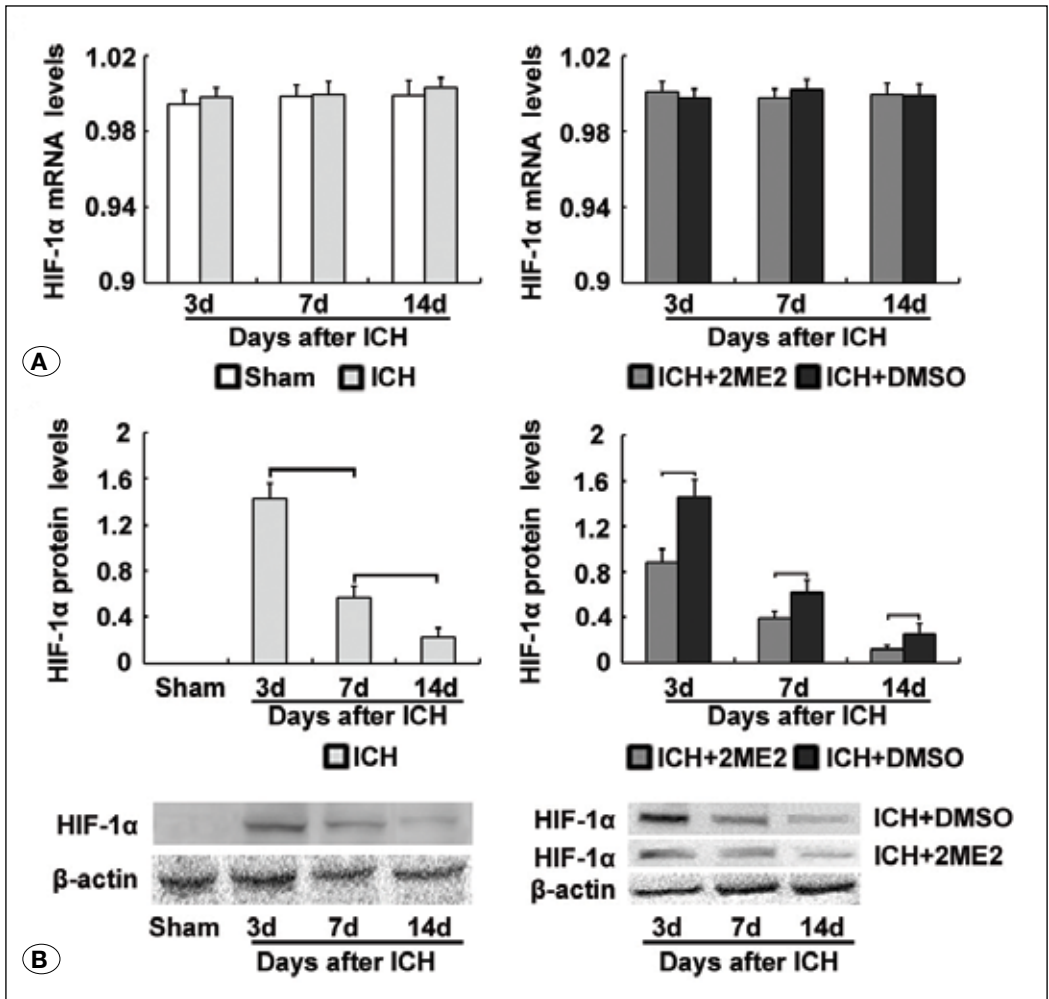 HIF-1α mRNA levels
1.02
0.98
0.94
0.9
3d 7d 14d
Days after ICH
Sham ICH
HIF-1α mRNA levels
1.02
0.98
0.94
0.9
3d 7d 14d
Days after ICH
ICH+2ME2 ICH+DMSO
A
HIF-1α protein levels
2
1.6
1.2
0.8
0.4
0
Sham 3d 7d 14d
Days after ICH
ICH
HIF-1α protein levels
2
1.6
1.2
0.8
0.4
0
3d 7d 14d
Days after ICH
ICH+2ME2 ICH+DMSO
HIF-1α
β-actin
Sham 3d 7d 14d
Days after ICH
HIF-1α ICH+DMSO
HIF-1α ICH+2ME2
β-actin
3d 7d 14d
Days after ICH
B